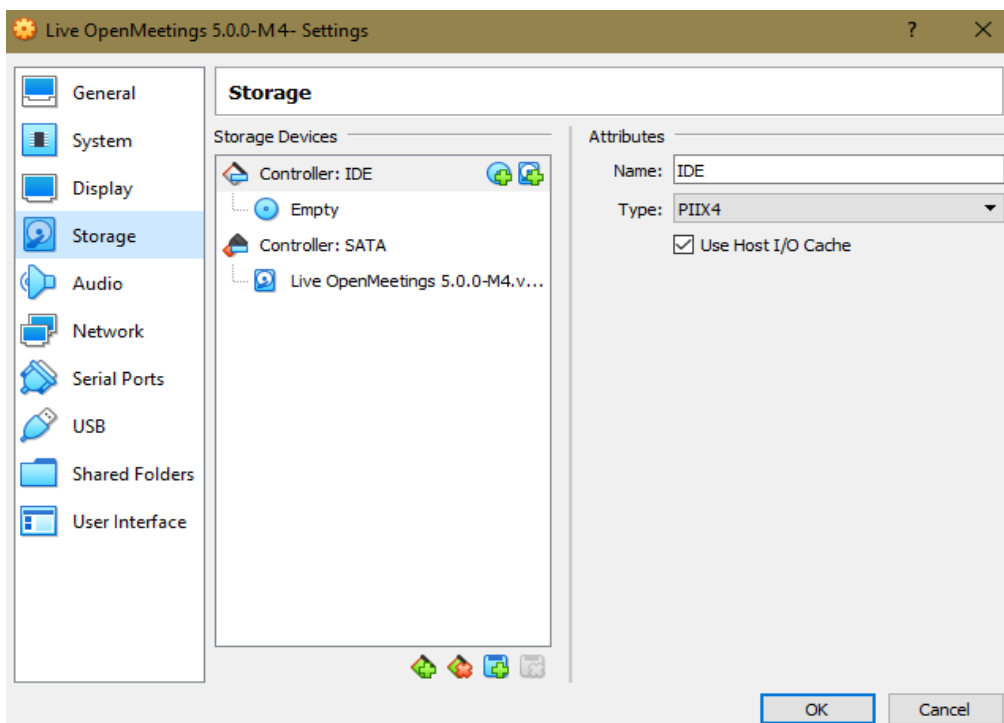 Live OpenMeetings 5.0.0-M4- Settings
?
General
System
Display
Storage
Audio
Network
Serial Ports
USB
Shared Folders
User Interface
Storage
Storage Devices
Controller: IDE
Empty
Controller: SATA
Live OpenMeetings 5.0.0-M4.v...
Attributes
Name: IDE
Type: PIIX4
Use Host I/O Cache
OK
Cancel